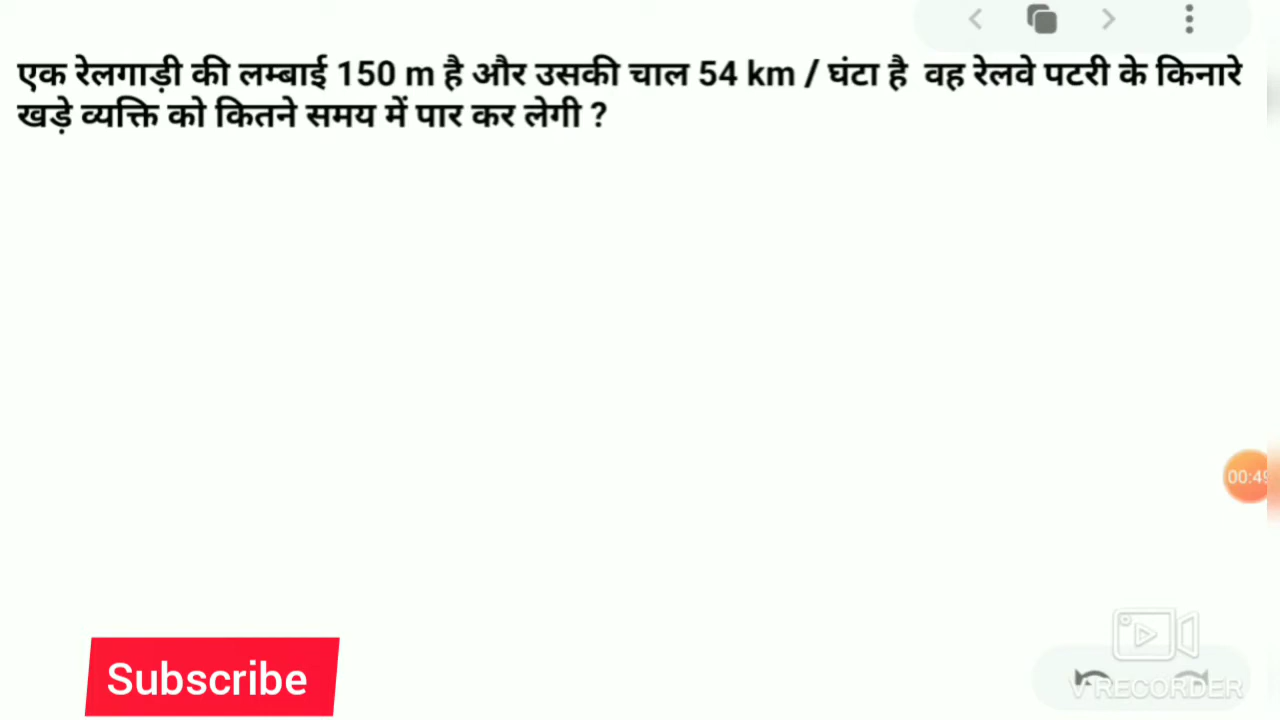 एक रेलगाड़ी की लम्बाई 150 m है और उसकी चाल 54 km / घंटा है वह रेलवे पटरी के किनारे
खड़े व्यक्ति को कितने समय में पार कर लेगी ?
00:49
Subscribe
V RECORDER